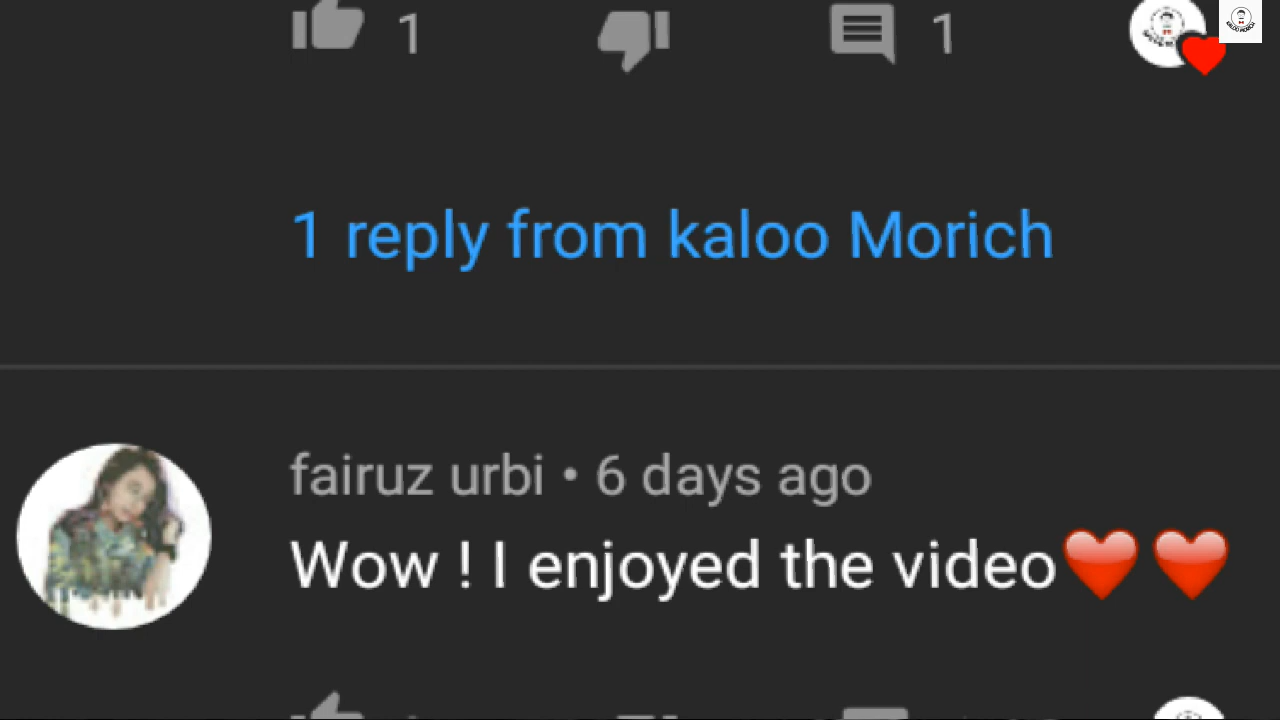 1 1
1 reply from kaloo Morich
fairuz urbi • 6 days ago
Wow ! I enjoyed the video❤️❤️